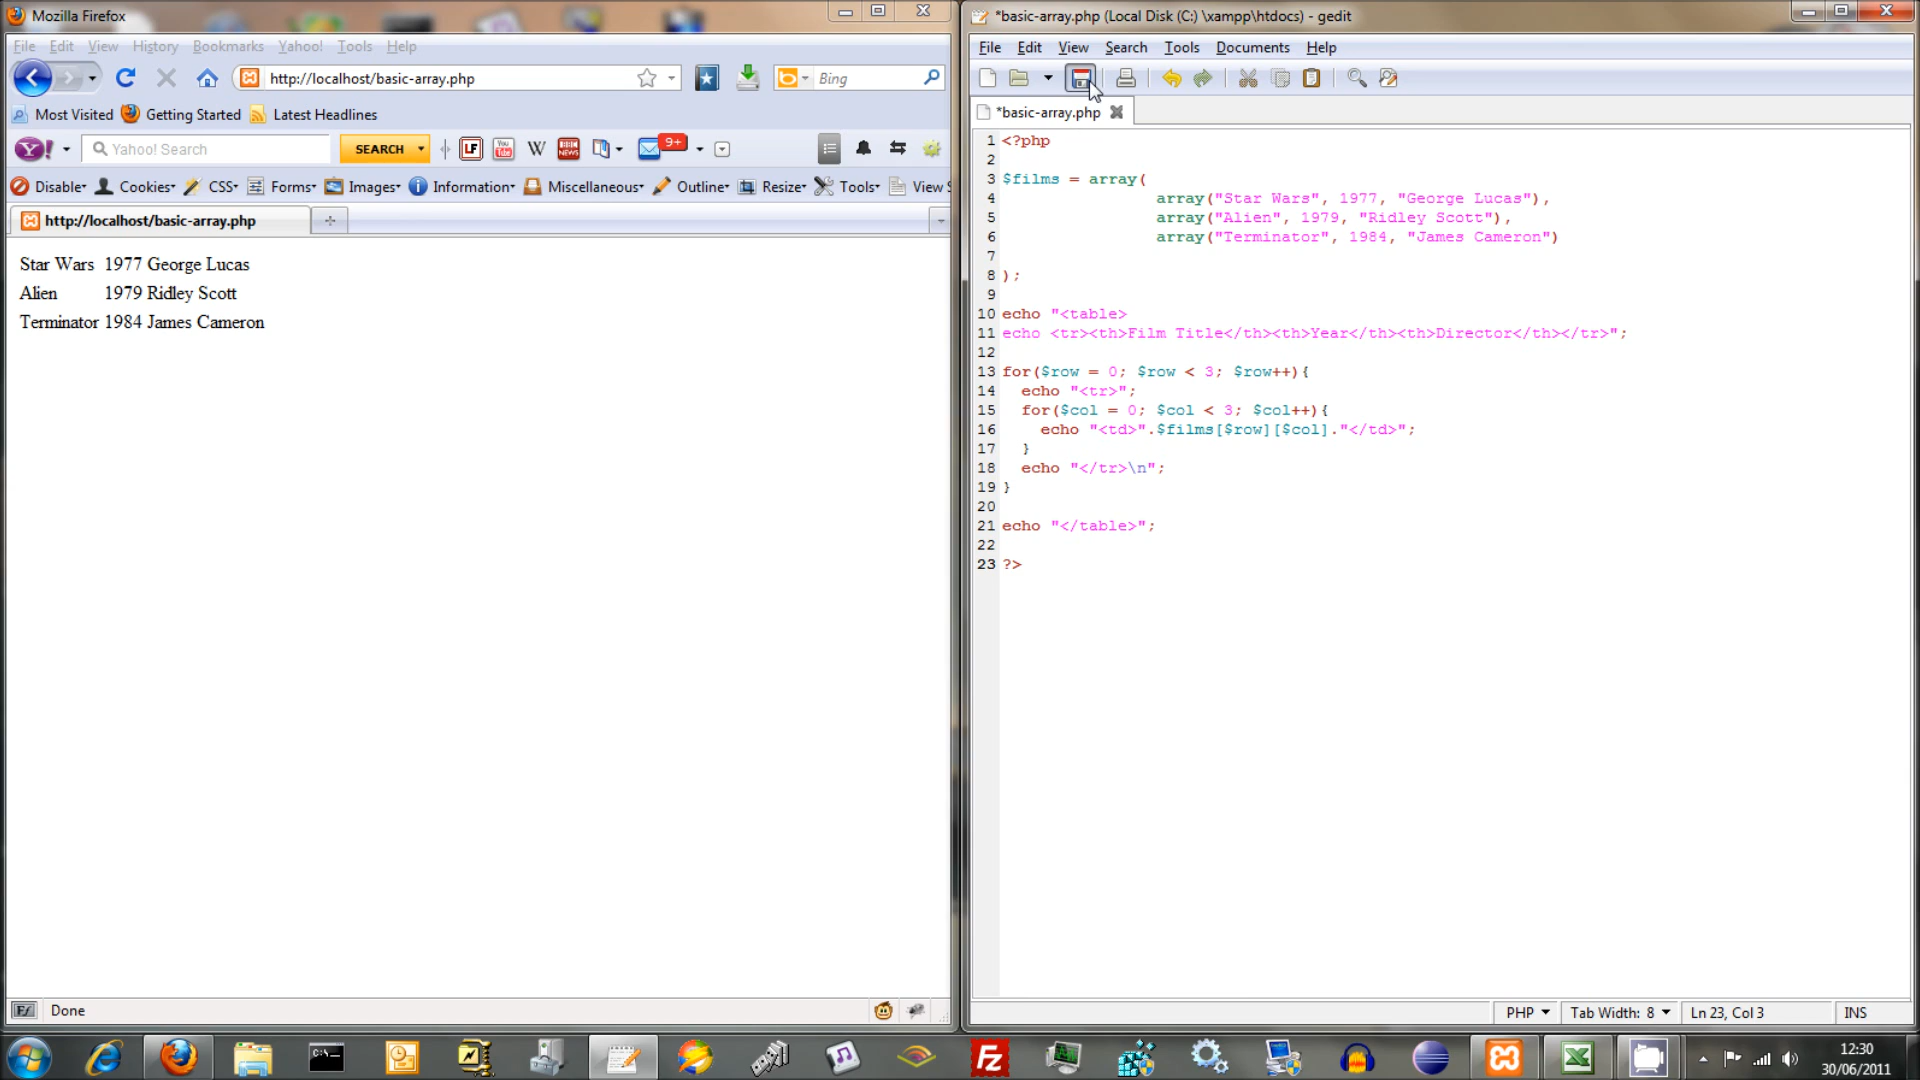 Mozilla Firefox
File Edit View History Bookmarks Yahoo! Tools Help
http://localhost/basic-array.php
Bing
Most Visited Getting Started Latest Headlines
Y! Yahoo! Search SEARCH LF You Tube W BBC NEWS 9+
Disable Cookies CSS Forms Images Information Miscellaneous Outline Resize Tools View S
http://localhost/basic-array.php
Star Wars 1977 George Lucas
Alien 1979 Ridley Scott
Terminator 1984 James Cameron
Done
*basic-array.php (Local Disk (C:) \xampp\htdocs) - gedit
File Edit View Search Tools Documents Help
*basic-array.php
1 <?php
2
3 $films = array(
4 array("Star Wars", 1977, "George Lucas"),
5 array("Alien", 1979, "Ridley Scott"),
6 array("Terminator", 1984, "James Cameron")
7
8 );
9
10 echo "<table>
11 echo <tr><th>Film Title</th><th>Year</th><th>Director</th></tr>";
12
13 for($row = 0; $row < 3; $row++){
14 echo "<tr>";
15 for($col = 0; $col < 3; $col++){
16 echo "<td>".$films[$row][$col]."</td>";
17 }
18 echo "</tr>\n";
19 }
20
21 echo "</table>";
22
23 ?>
PHP Tab Width: 8 Ln 23, Col 3 INS
C:\_
Fz
12:30
30/06/2011